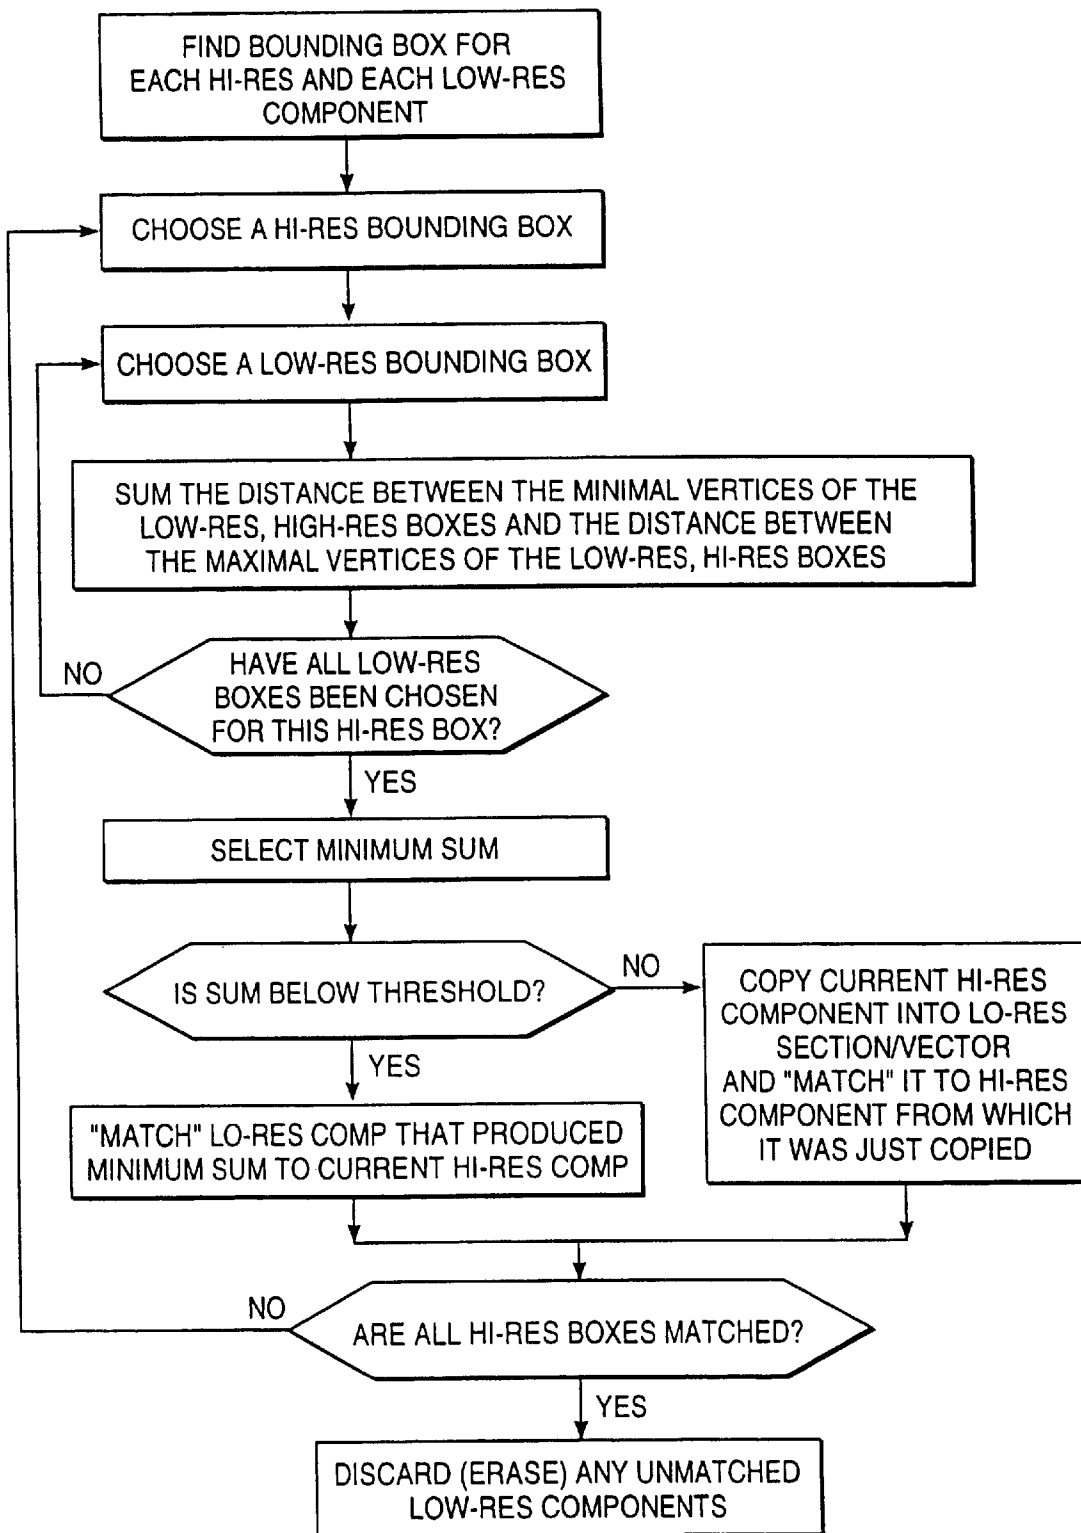 FIND BOUNDING BOX FOR
EACH HI-RES AND EACH LOW-RES
COMPONENT
CHOOSE A HI-RES BOUNDING BOX
CHOOSE A LOW-RES BOUNDING BOX
SUM THE DISTANCE BETWEEN THE MINIMAL VERTICES OF THE
LOW-RES, HIGH-RES BOXES AND THE DISTANCE BETWEEN
THE MAXIMAL VERTICES OF THE LOW-RES, HI-RES BOXES
NO
HAVE ALL LOW-RES
BOXES BEEN CHOSEN
FOR THIS HI-RES BOX?
YES
SELECT MINIMUM SUM
IS SUM BELOW THRESHOLD?
NO
YES
COPY CURRENT HI-RES
COMPONENT INTO LO-RES
SECTION/VECTOR
AND "MATCH" IT TO HI-RES
COMPONENT FROM WHICH
IT WAS JUST COPIED
"MATCH" LO-RES COMP THAT PRODUCED
MINIMUM SUM TO CURRENT HI-RES COMP
NO
ARE ALL HI-RES BOXES MATCHED?
YES
DISCARD (ERASE) ANY UNMATCHED
LOW-RES COMPONENTS